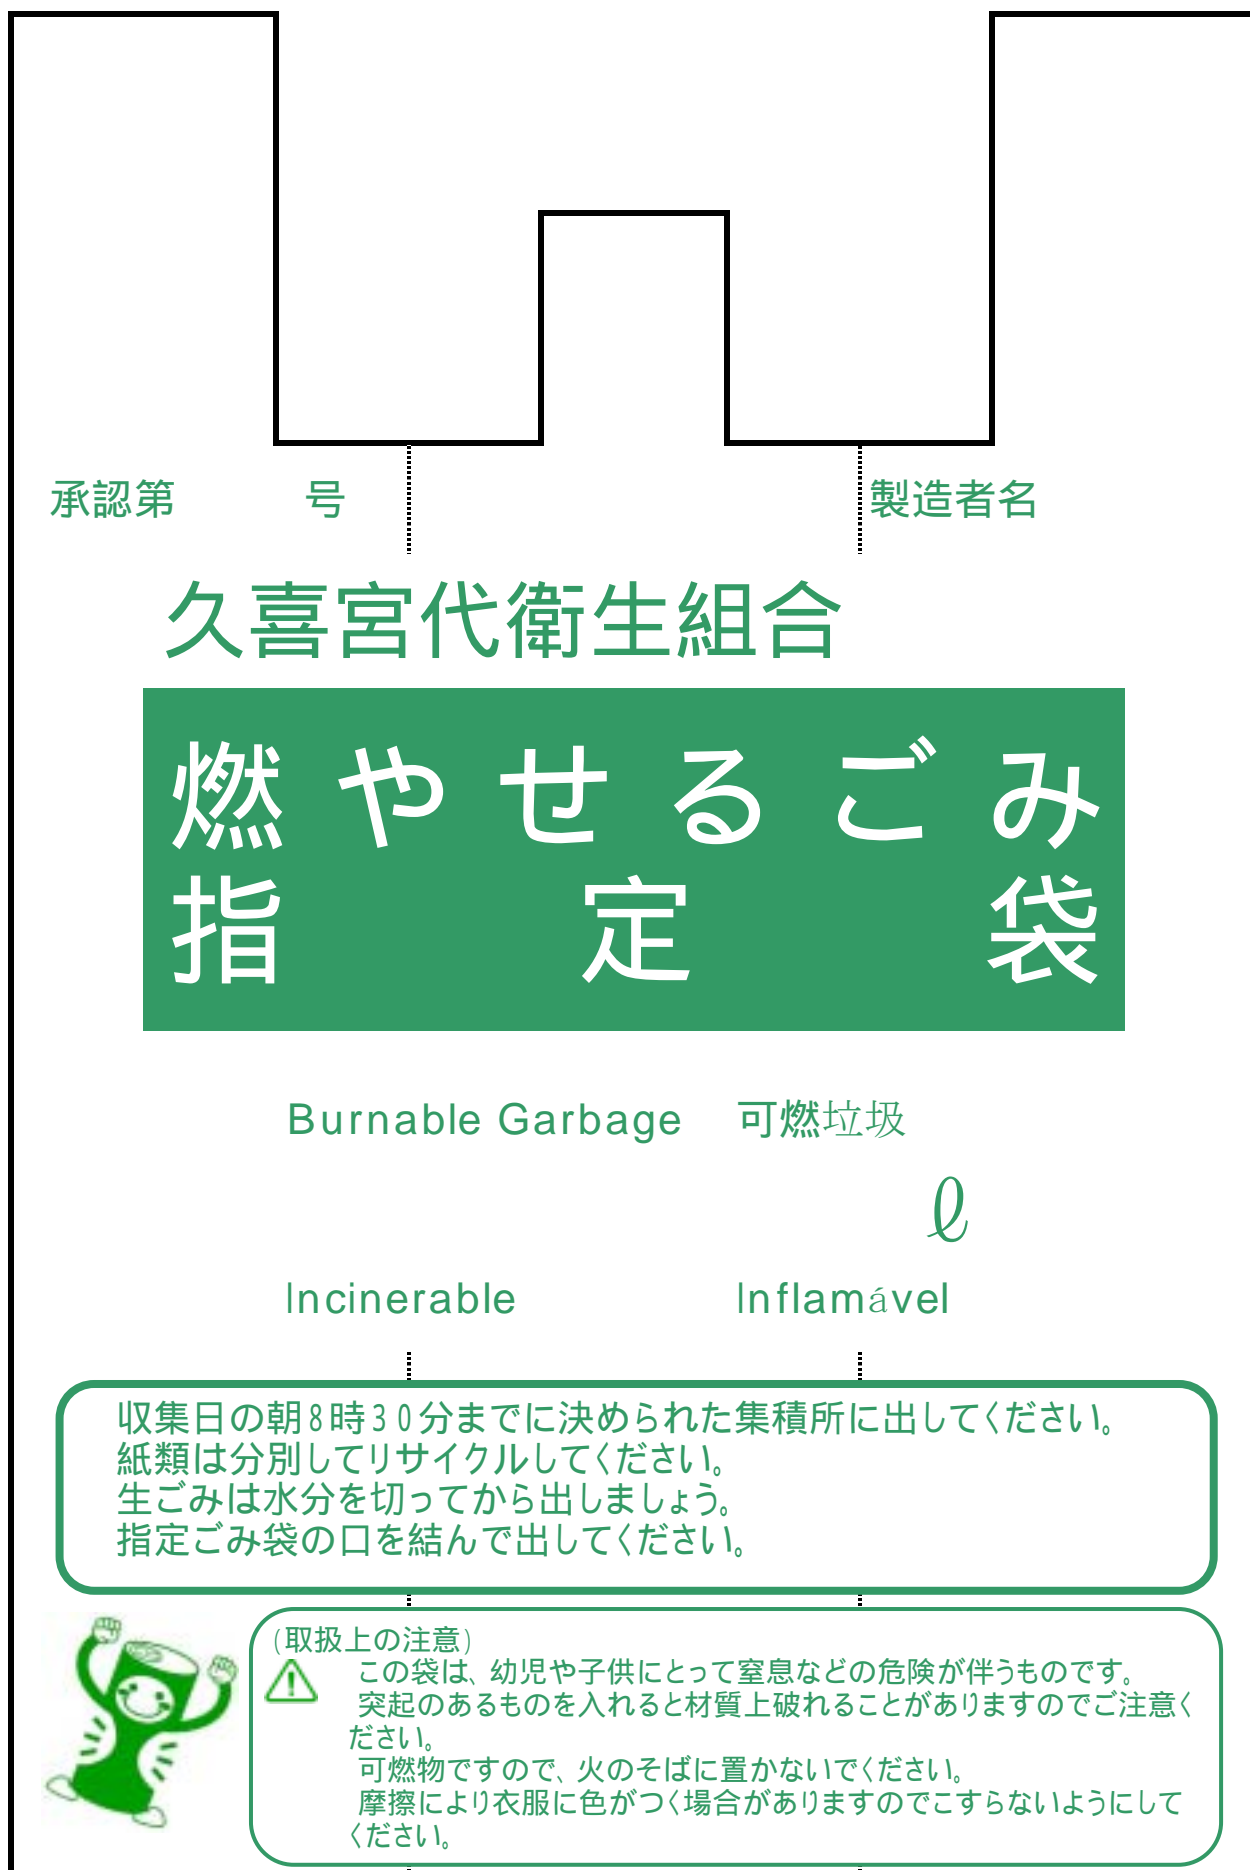 承認第　　　号　　　製造者名
久喜宮代衛生組合
燃やせるごみ
指定袋
Burnable Garbage　可燃垃圾
ℓ
Incinerable　Inflamável
収集日の朝8時30分までに決められた集積所に出してください。
紙類は分別してリサイクルしてください。
生ごみは水分を切ってから出しましょう。
指定ごみ袋の口を結んで出してください。
(取扱上の注意)
この袋は、幼児や子供にとって窒息などの危険が伴うものです。
突起のあるものを入れると材質上破れることがありますのでご注意く
ださい。
可燃物ですので、火のそばに置かないでください。
摩擦により衣服に色がつく場合がありますのでこすらないようにして
ください。